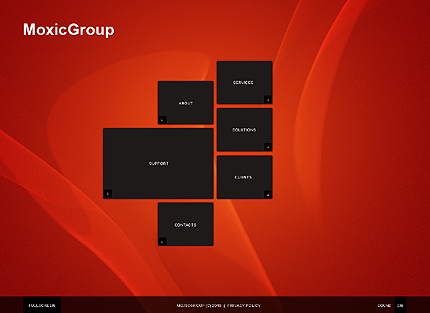 MoxicGroup
SERVICES
ABOUT
SOLUTIONS
SUPPORT
CLIENTS
CONTACTS
FULLSCREEN
MOXICGROUP (C) 2010 | PRIVACY POLICY
SOUND ON